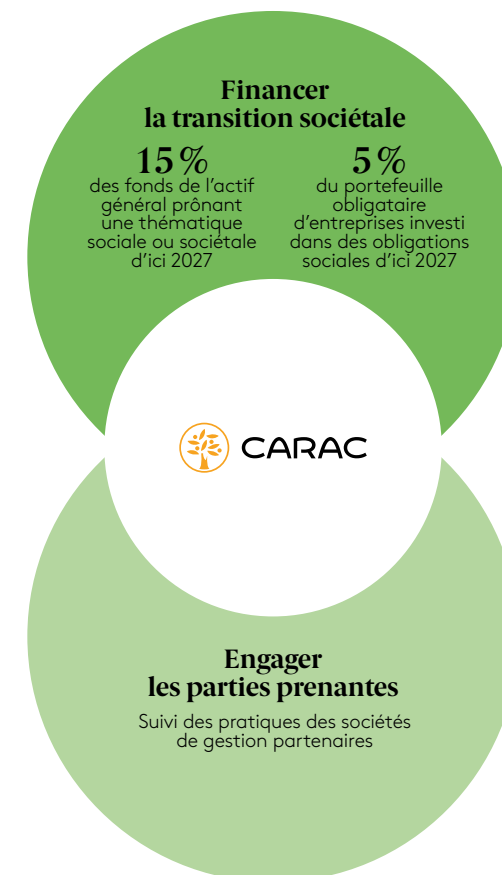 Financer
la transition sociétale
15 %
des fonds de l'actif
général prônant
une thématique
sociale ou sociétale
d'ici 2027
5 %
du portefeuille
obligataire
d'entreprises investi
dans des obligations
sociales d'ici 2027
CARAC
Engager
les parties prenantes
Suivi des pratiques des sociétés
de gestion partenaires